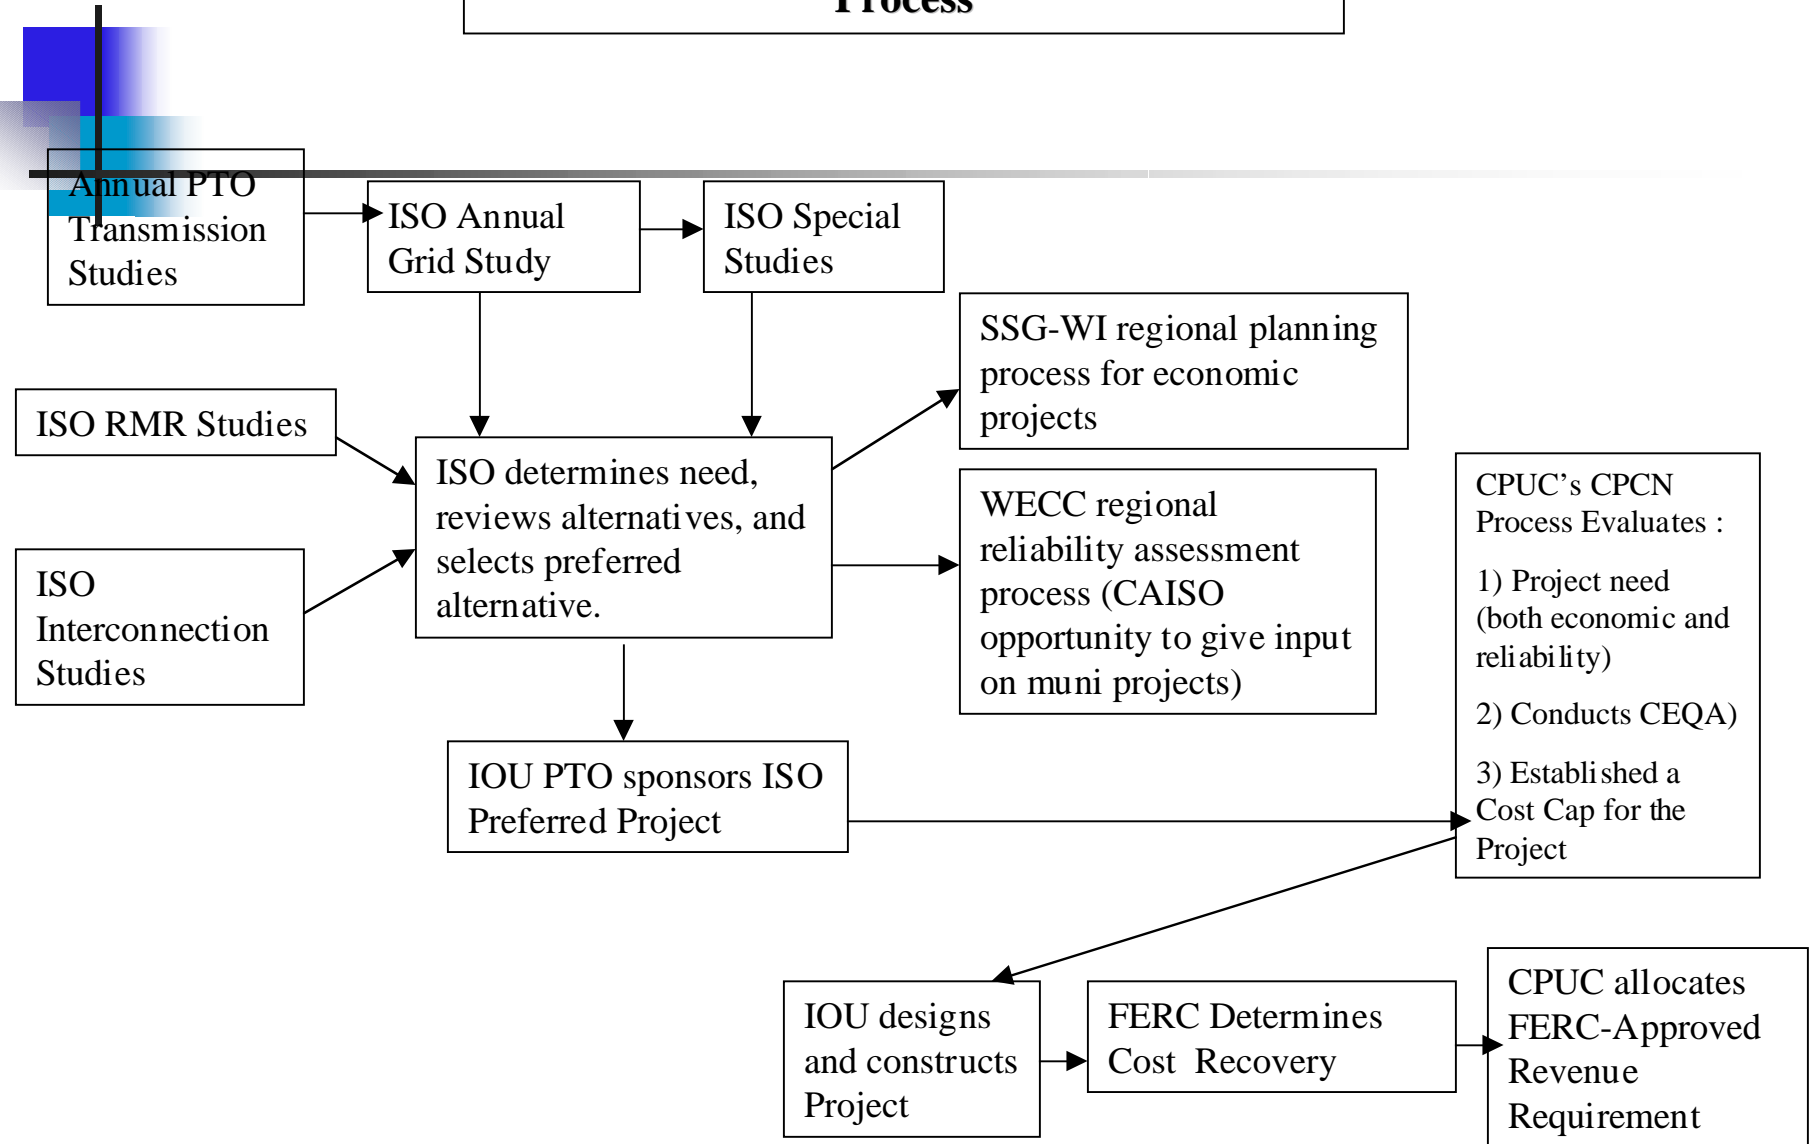 Process
Annual PTO
Transmission
Studies
ISO Annual
Grid Study
ISO Special
Studies
SSG-WI regional planning
process for economic
projects
ISO RMR Studies
ISO determines need,
reviews alternatives, and
selects preferred
alternative.
WECC regional
reliability assessment
process (CAISO
opportunity to give input
on muni projects)
CPUC’s CPCN
Process Evaluates :
1) Project need
(both economic and
reliability)
2) Conducts CEQA)
3) Established a
Cost Cap for the
Project
ISO
Interconnection
Studies
IOU PTO sponsors ISO
Preferred Project
IOU designs
and constructs
Project
FERC Determines
Cost Recovery
CPUC allocates
FERC-Approved
Revenue
Requirement